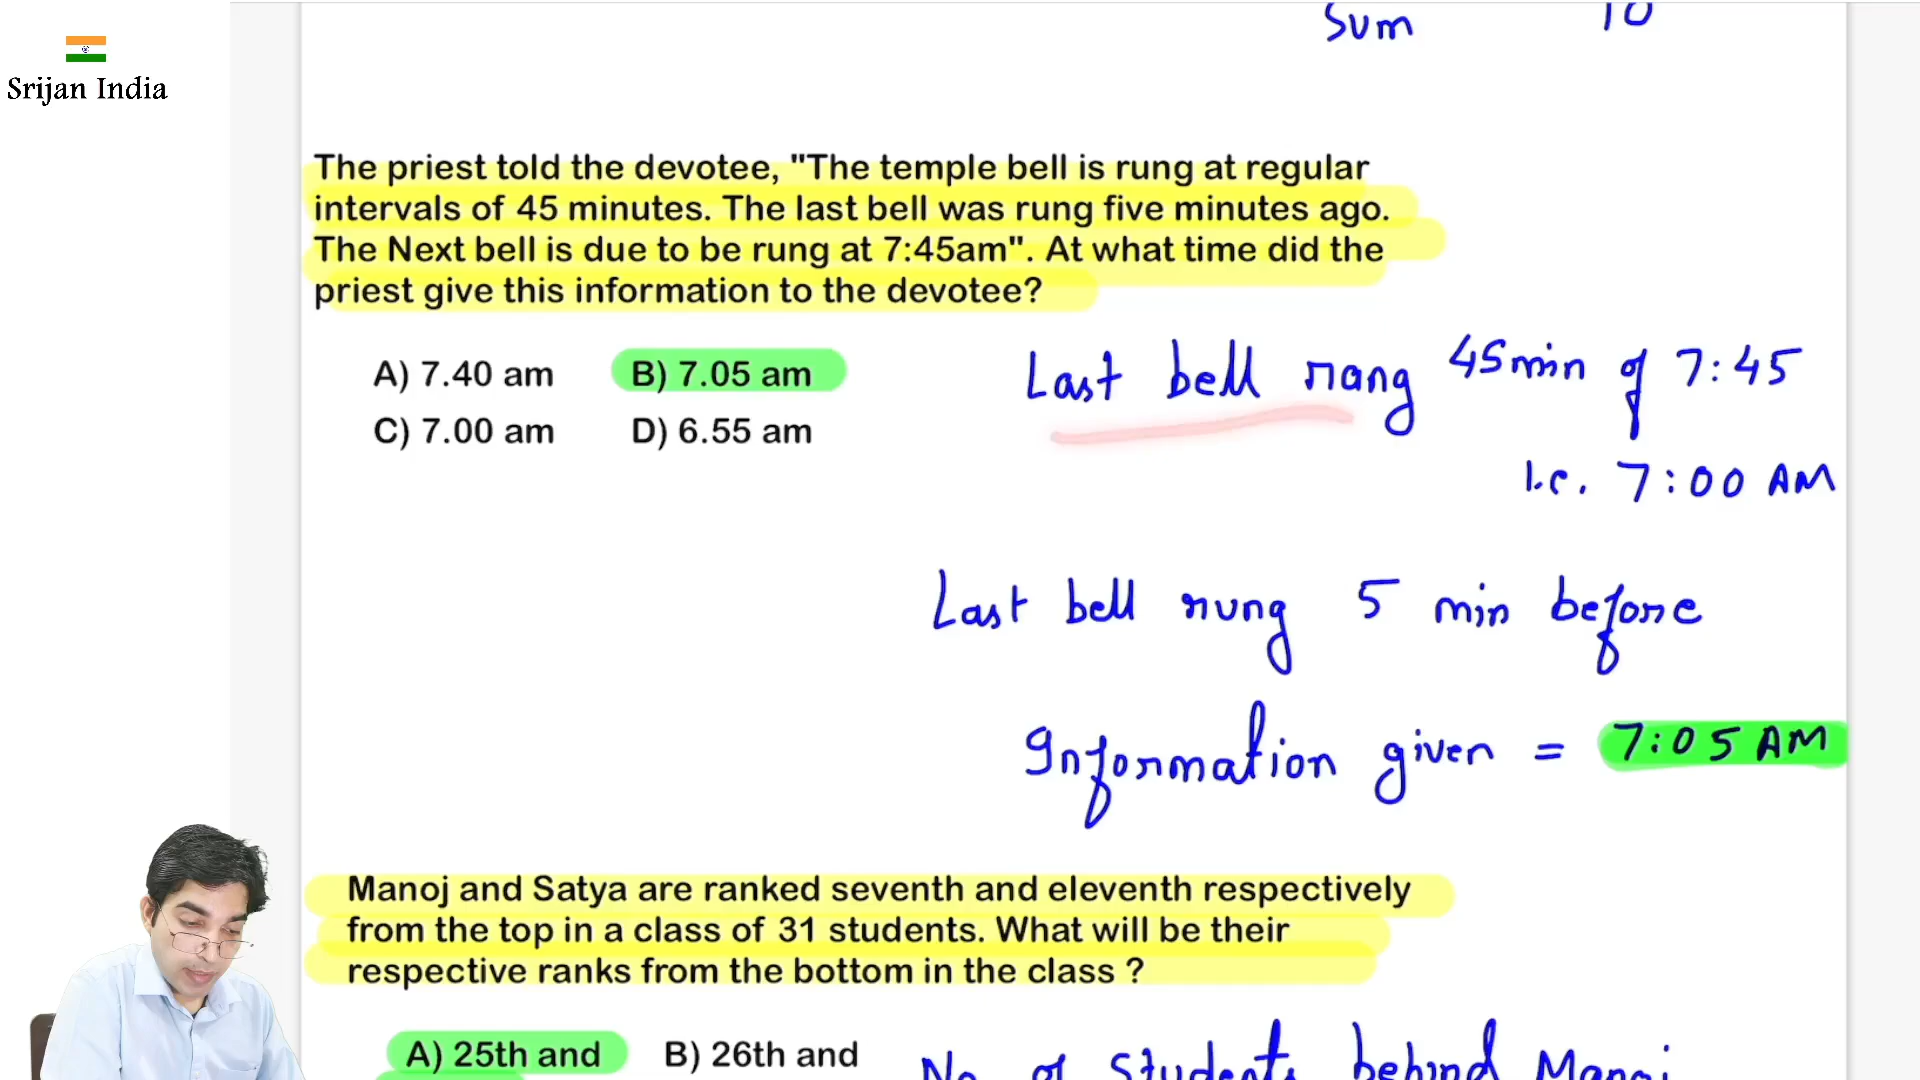 Sum 10
Srijan India
The priest told the devotee, "The temple bell is rung at regular
intervals of 45 minutes. The last bell was rung five minutes ago.
The Next bell is due to be rung at 7:45am". At what time did the
priest give this information to the devotee?
A) 7.40 am B) 7.05 am
C) 7.00 am D) 6.55 am
Last bell rang 45min of 7:45
i.e. 7:00 AM
Last bell rung 5 min before
Information given = 7:05 AM
Manoj and Satya are ranked seventh and eleventh respectively
from the top in a class of 31 students. What will be their
respective ranks from the bottom in the class ?
A) 25th and B) 26th and
No of students behind Manoj